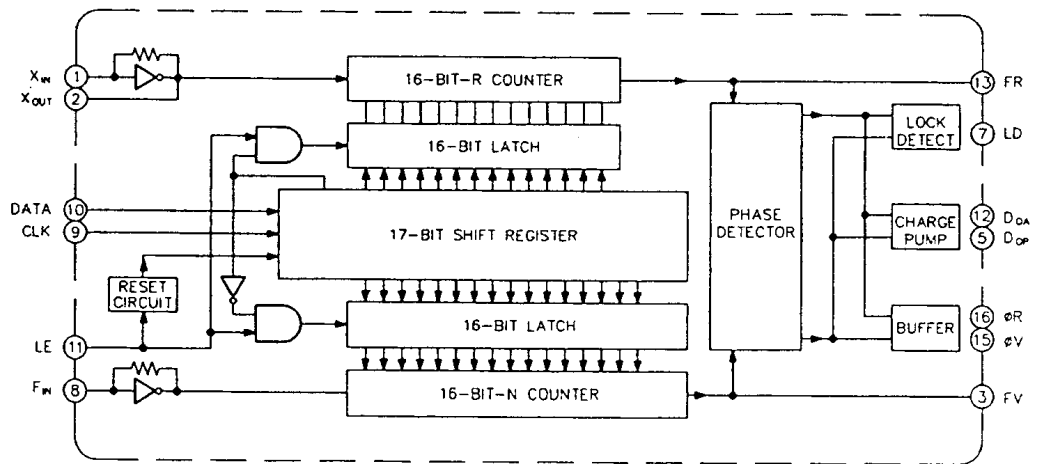 X_IN 1
16-BIT-R COUNTER
13 FR
X_OUT 2
16-BIT LATCH
LOCK
DETECT
7 LD
DATA 10
CLK 9
17-BIT SHIFT REGISTER
PHASE
DETECTOR
CHARGE
PUMP
12 D_OA
5 D_OP
RESET
CIRCUIT
16-BIT LATCH
BUFFER
16 øR
15 øV
LE 11
F_IN 8
16-BIT-N COUNTER
3 FV